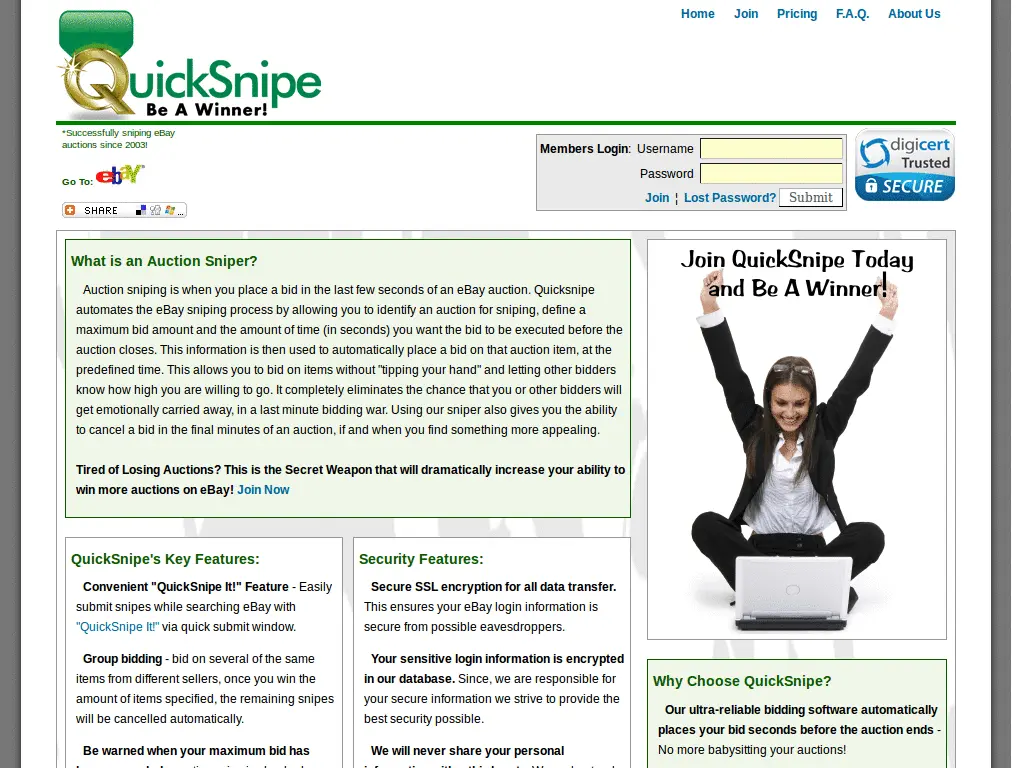 Home Join Pricing F.A.Q. About Us
QuickSnipe
Be A Winner!
*Successfully sniping eBay
auctions since 2003!
Go To: ebaY
SHARE ...
Members Login: Username
Password
Join ¦ Lost Password? Submit
digicert
Trusted
SECURE
What is an Auction Sniper?
Auction sniping is when you place a bid in the last few seconds of an eBay auction. Quicksnipe
automates the eBay sniping process by allowing you to identify an auction for sniping, define a
maximum bid amount and the amount of time (in seconds) you want the bid to be executed before the
auction closes. This information is then used to automatically place a bid on that auction item, at the
predefined time. This allows you to bid on items without "tipping your hand" and letting other bidders
know how high you are willing to go. It completely eliminates the chance that you or other bidders will
get emotionally carried away, in a last minute bidding war. Using our sniper also gives you the ability
to cancel a bid in the final minutes of an auction, if and when you find something more appealing.
Tired of Losing Auctions? This is the Secret Weapon that will dramatically increase your ability to
win more auctions on eBay! Join Now
Join QuickSnipe Today
and Be A Winner!
QuickSnipe's Key Features:
Convenient "QuickSnipe It!" Feature - Easily
submit snipes while searching eBay with
"QuickSnipe It!" via quick submit window.
Group bidding - bid on several of the same
items from different sellers, once you win the
amount of items specified, the remaining snipes
will be cancelled automatically.
Be warned when your maximum bid has
Security Features:
Secure SSL encryption for all data transfer.
This ensures your eBay login information is
secure from possible eavesdroppers.
Your sensitive login information is encrypted
in our database. Since, we are responsible for
your secure information we strive to provide the
best security possible.
We will never share your personal
Why Choose QuickSnipe?
Our ultra-reliable bidding software automatically
places your bid seconds before the auction ends -
No more babysitting your auctions!